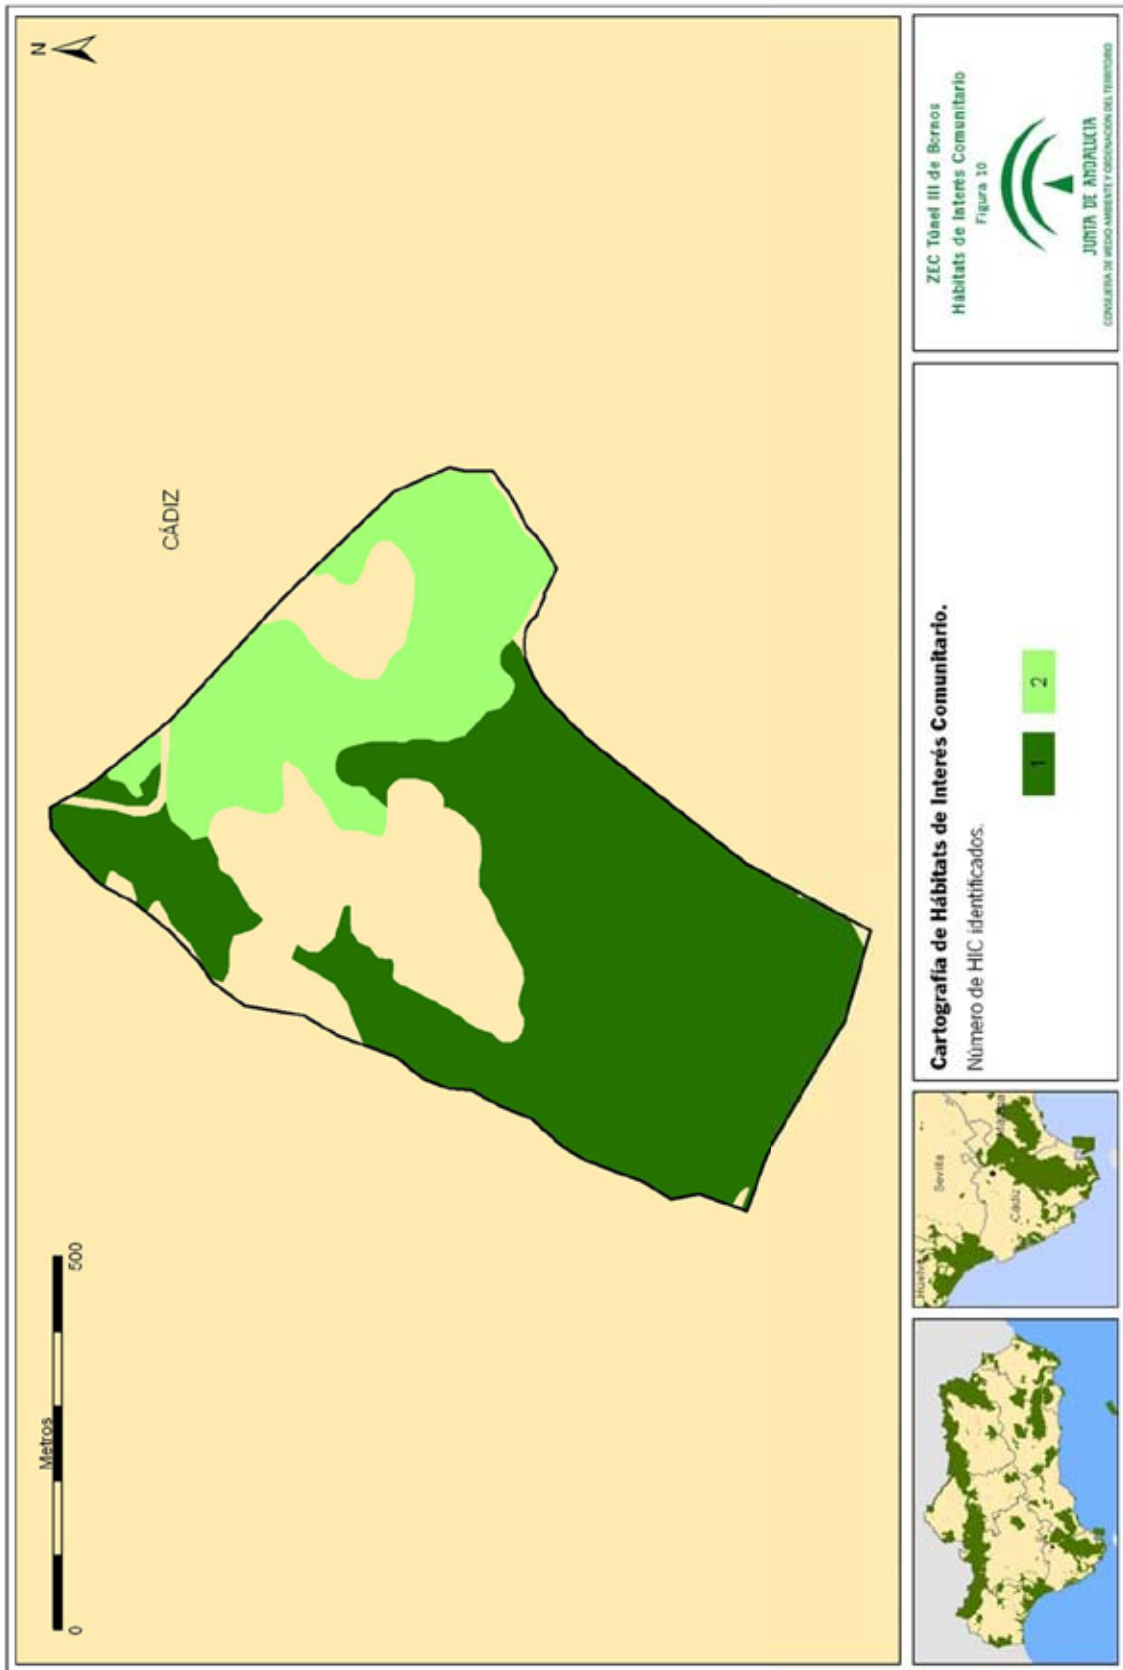 N
CÁDIZ
Metros
0
500
Huelva
Sevilla
Cádiz
Cartografía de Hábitats de Interés Comunitario.
Número de HIC identificados.
1
2
ZEC Túnel III de Bornos
Hábitats de Interés Comunitario
Figura 10
JUNTA DE ANDALUCIA
CONSEJERIA DE MEDIO AMBIENTE Y ORDENACIÓN DEL TERRITORIO